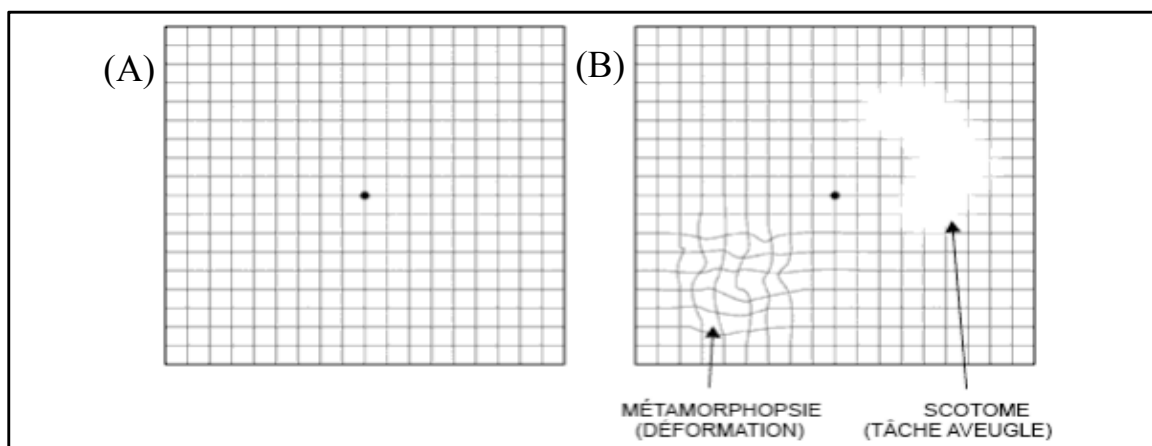 (A)
(B)
MÉTAMORPHOPSIE
(DÉFORMATION)
SCOTOME
(TÂCHE AVEUGLE)